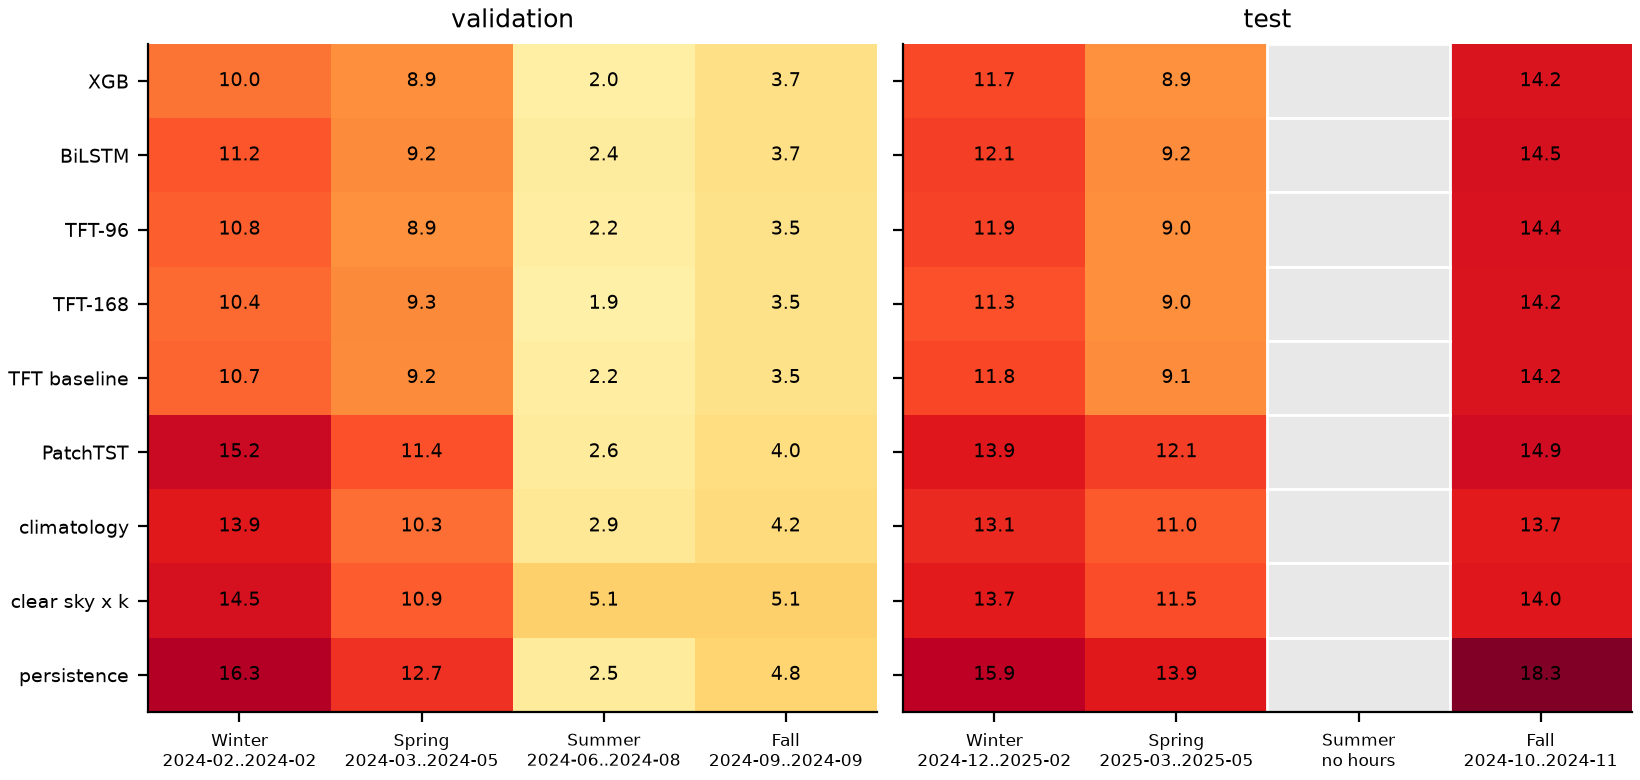 validation
test
XGB 10.0 8.9 2.0 3.7 11.7 8.9 14.2
BiLSTM 11.2 9.2 2.4 3.7 12.1 9.2 14.5
TFT-96 10.8 8.9 2.2 3.5 11.9 9.0 14.4
TFT-168 10.4 9.3 1.9 3.5 11.3 9.0 14.2
TFT baseline 10.7 9.2 2.2 3.5 11.8 9.1 14.2
PatchTST 15.2 11.4 2.6 4.0 13.9 12.1 14.9
climatology 13.9 10.3 2.9 4.2 13.1 11.0 13.7
clear sky x k 14.5 10.9 5.1 5.1 13.7 11.5 14.0
persistence 16.3 12.7 2.5 4.8 15.9 13.9 18.3
Winter Spring Summer Fall Winter Spring Summer Fall
2024-02..2024-02 2024-03..2024-05 2024-06..2024-08 2024-09..2024-09 2024-12..2025-02 2025-03..2025-05 no hours 2024-10..2024-11